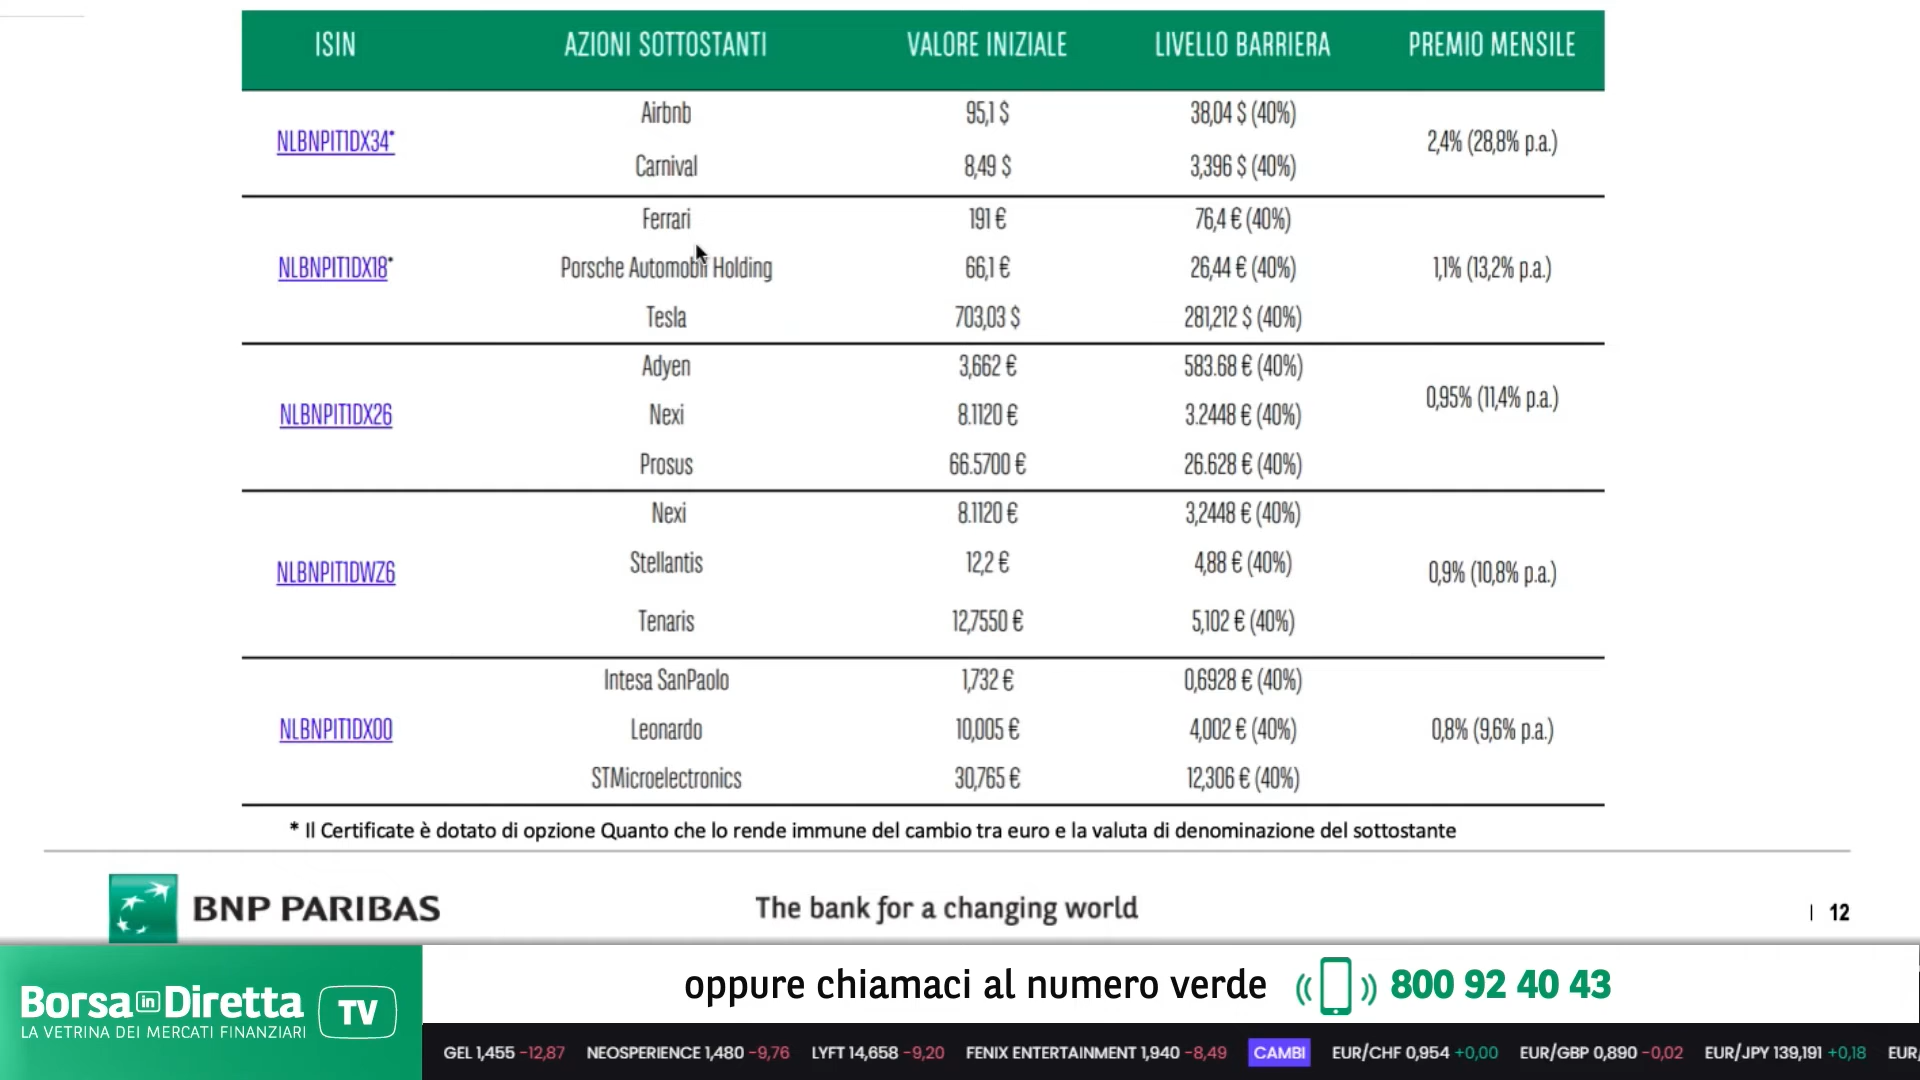 ISIN AZIONI SOTTOSTANTI VALORE INIZIALE LIVELLO BARRIERA PREMIO MENSILE
NLBNPIT1DX34* 2,4% (28,8% p.a.)
Airbnb 95,1 $ 38,04 $ (40%)
Carnival 8,49 $ 3,396 $ (40%)
NLBNPIT1DX18* 1,1% (13,2% p.a.)
Ferrari 191 € 76,4 € (40%)
Porsche Automobil Holding 66,1 € 26,44 € (40%)
Tesla 703,03 $ 281,212 $ (40%)
NLBNPIT1DX26 0,95% (11,4% p.a.)
Adyen 3,662 € 583.68 € (40%)
Nexi 8.1120 € 3.2448 € (40%)
Prosus 66.5700 € 26.628 € (40%)
NLBNPIT1DWZ6 0,9% (10,8% p.a.)
Nexi 8.1120 € 3,2448 € (40%)
Stellantis 12,2 € 4,88 € (40%)
Tenaris 12,7550 € 5,102 € (40%)
NLBNPIT1DX00 0,8% (9,6% p.a.)
Intesa SanPaolo 1,732 € 0,6928 € (40%)
Leonardo 10,005 € 4,002 € (40%)
STMicroelectronics 30,765 € 12,306 € (40%)
* Il Certificate è dotato di opzione Quanto che lo rende immune del cambio tra euro e la valuta di denominazione del sottostante
BNP PARIBAS The bank for a changing world | 12
Borsa in Diretta TV
LA VETRINA DEI MERCATI FINANZIARI
oppure chiamaci al numero verde 800 92 40 43
GEL 1,455 -12,87 NEOSPERIENCE 1,480 -9,76 LYFT 14,658 -9,20 FENIX ENTERTAINMENT 1,940 -8,49 CAMBI EUR/CHF 0,954 +0,00 EUR/GBP 0,890 -0,02 EUR/JPY 139,191 +0,18 EUR/